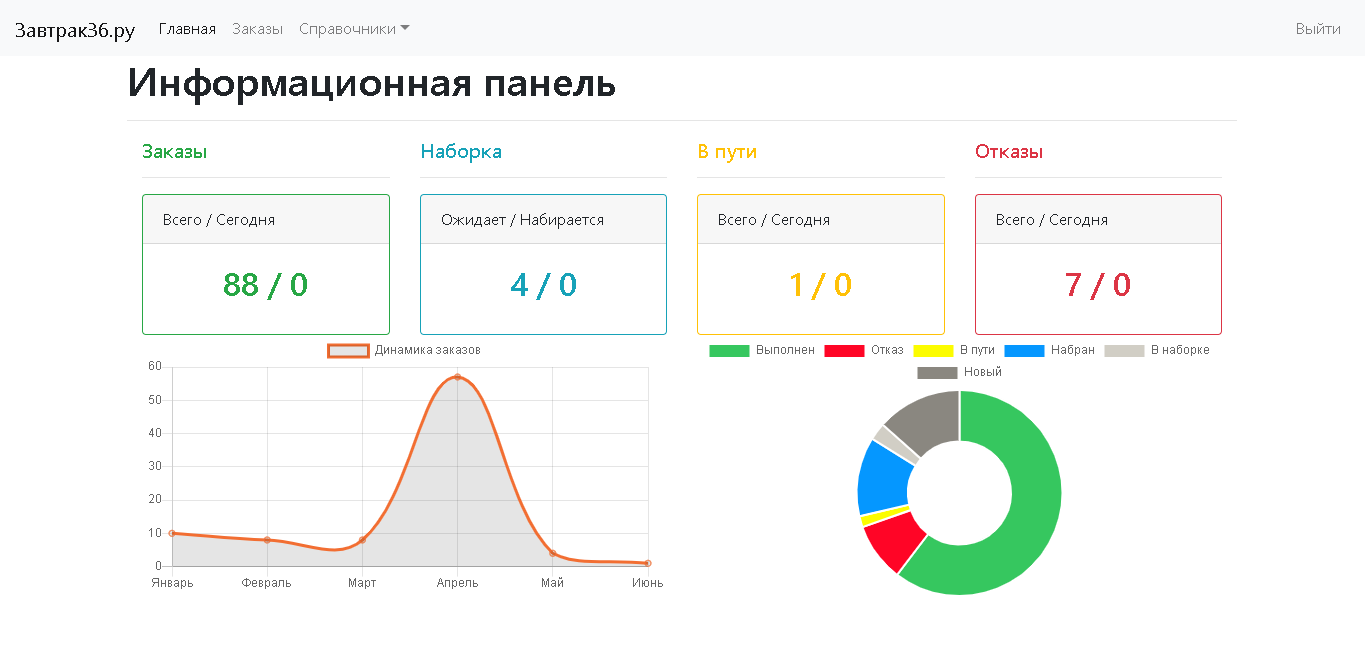 Завтрак36.ру Главная Заказы Справочники Выйти
Информационная панель
Заказы Наборка В пути Отказы
Всего / Сегодня Ожидает / Набирается Всего / Сегодня Всего / Сегодня
88 / 0 4 / 0 1 / 0 7 / 0
Динамика заказов
60
50
40
30
20
10
0
Январь Февраль Март Апрель Май Июнь
Выполнен Отказ В пути Набран В наборке
Новый